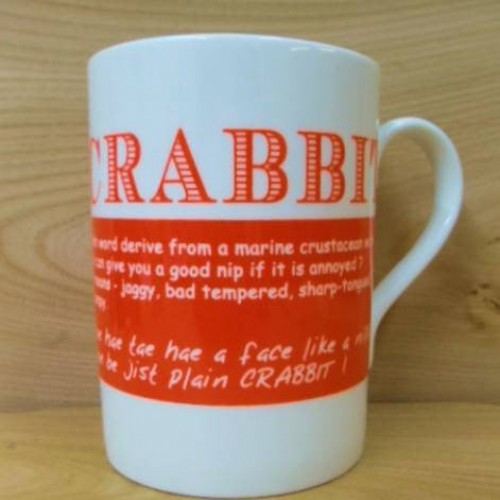 CRABBIT
word derive from a marine crustacean
can give you a good nip if it is annoyed ?
- jaggy, bad tempered, sharp-tongued
hae tae hae a face like a
be jist plain CRABBIT !